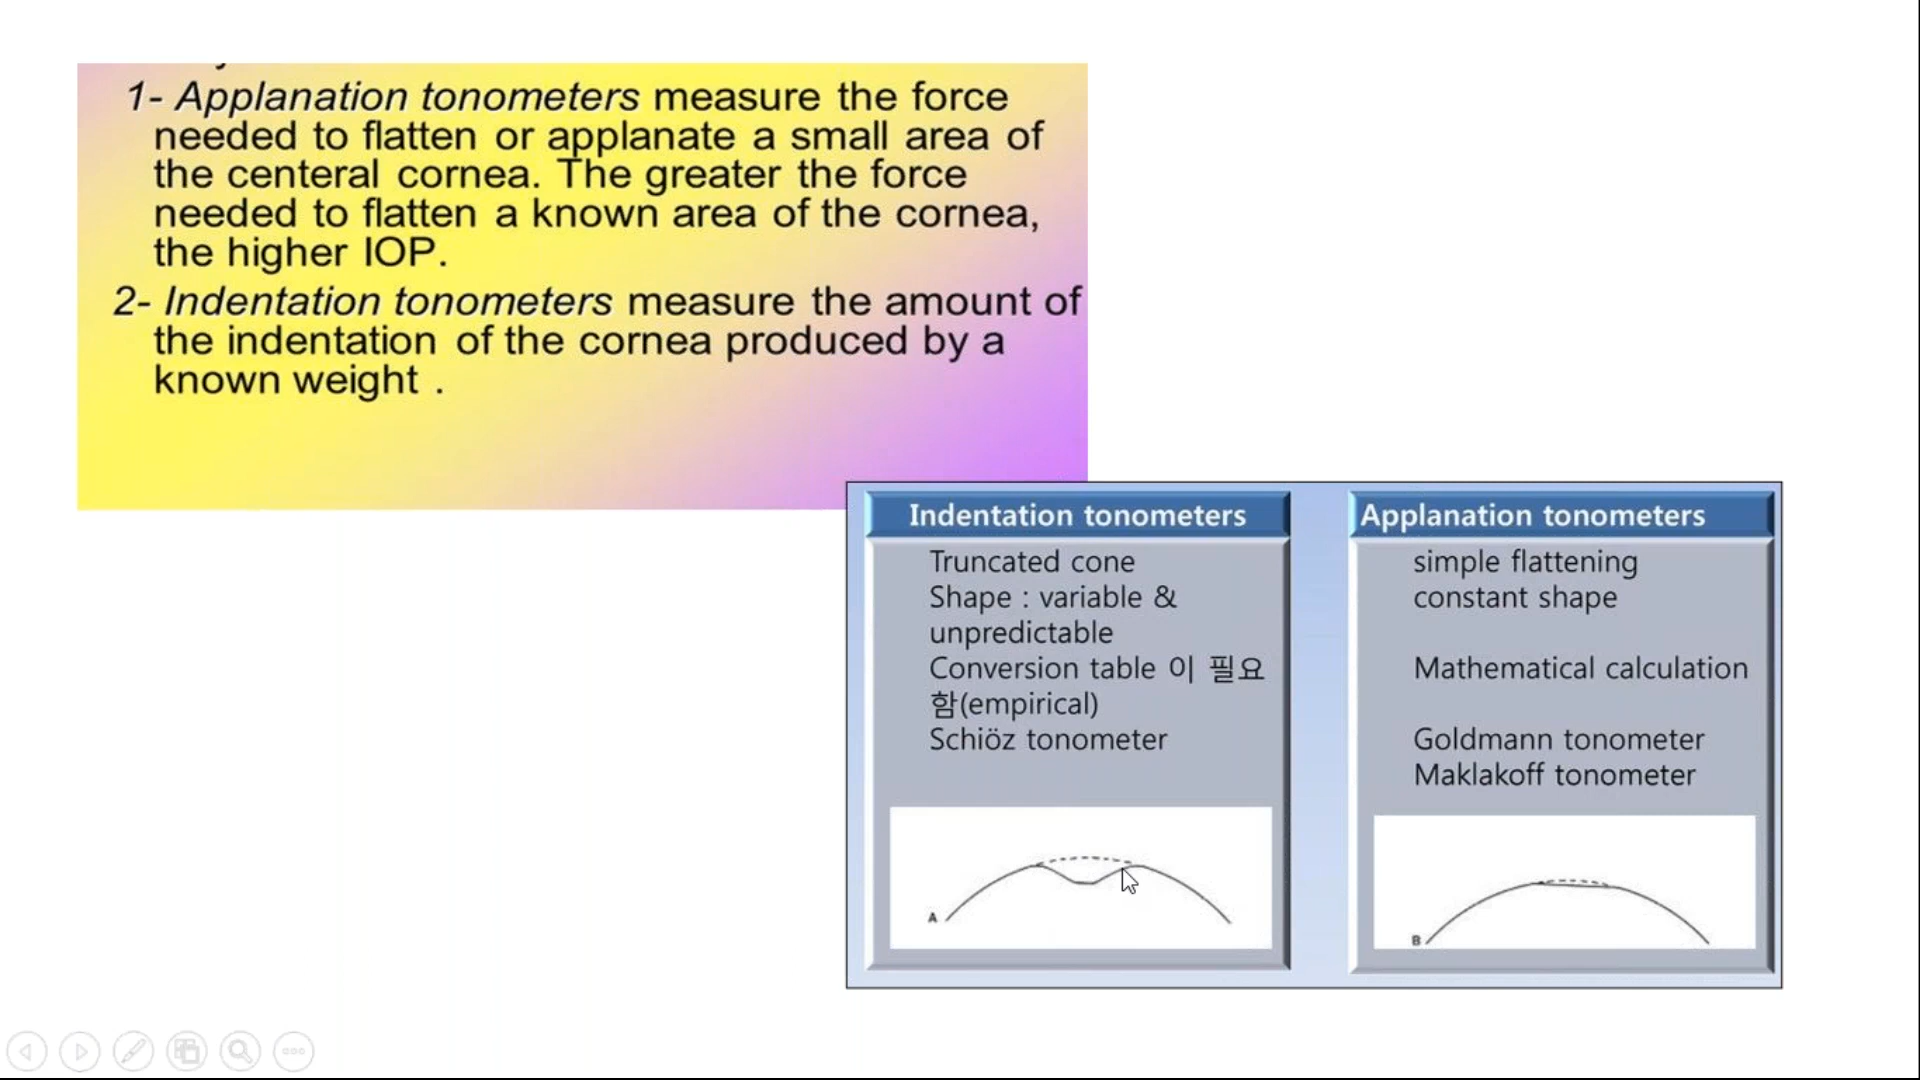 1- Applanation tonometers measure the force
needed to flatten or applanate a small area of
the centeral cornea. The greater the force
needed to flatten a known area of the cornea,
the higher IOP.
2- Indentation tonometers measure the amount of
the indentation of the cornea produced by a
known weight .
Indentation tonometers
Truncated cone
Shape : variable &
unpredictable
Conversion table 이 필요
함(empirical)
Schiöz tonometer
A
Applanation tonometers
simple flattening
constant shape
Mathematical calculation
Goldmann tonometer
Maklakoff tonometer
B